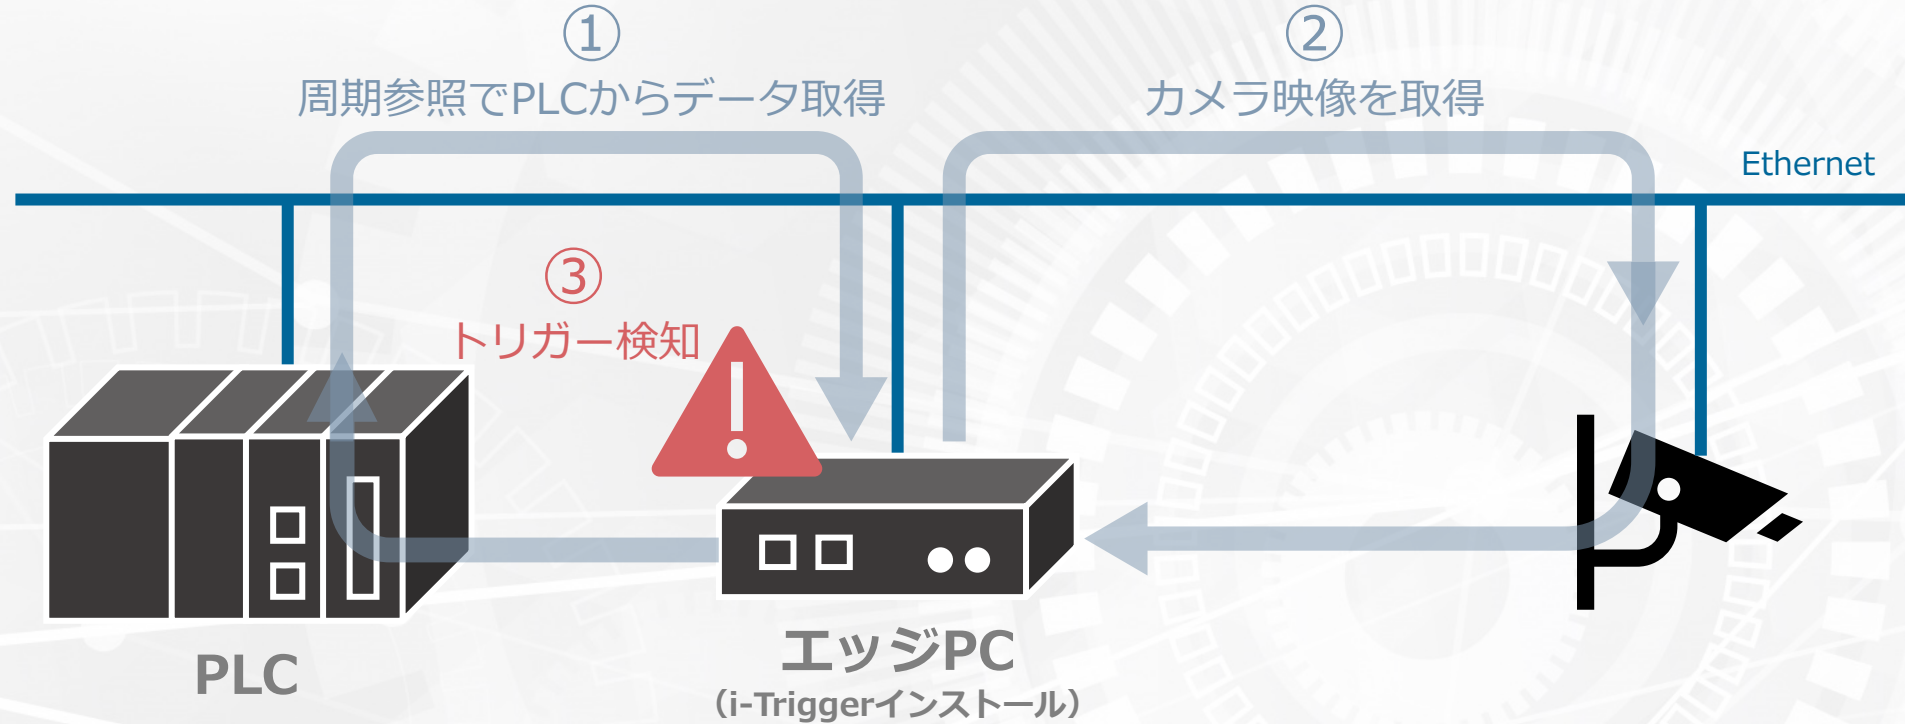 ①
周期参照でPLCからデータ取得
②
カメラ映像を取得
Ethernet
③
トリガー検知
PLC
エッジPC
（i-Triggerインストール）